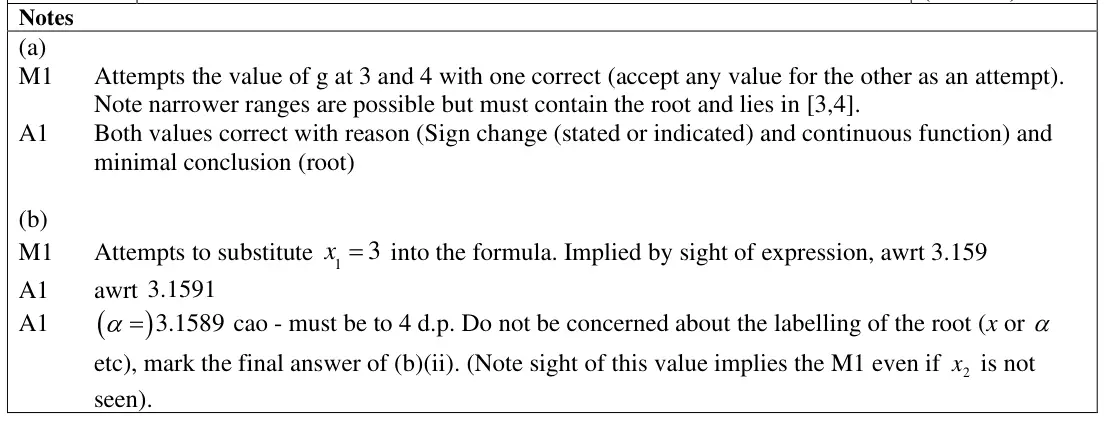 Notes
(a)
M1 Attempts the value of g at 3 and 4 with one correct (accept any value for the other as an attempt).
Note narrower ranges are possible but must contain the root and lies in [3,4].
A1 Both values correct with reason (Sign change (stated or indicated) and continuous function) and
minimal conclusion (root)
(b)
M1 Attempts to substitute x₁ = 3 into the formula. Implied by sight of expression, awrt 3.159
A1 awrt 3.1591
A1 (α =)3.1589 cao - must be to 4 d.p. Do not be concerned about the labelling of the root (x or α
etc), mark the final answer of (b)(ii). (Note sight of this value implies the M1 even if x₂ is not
seen).